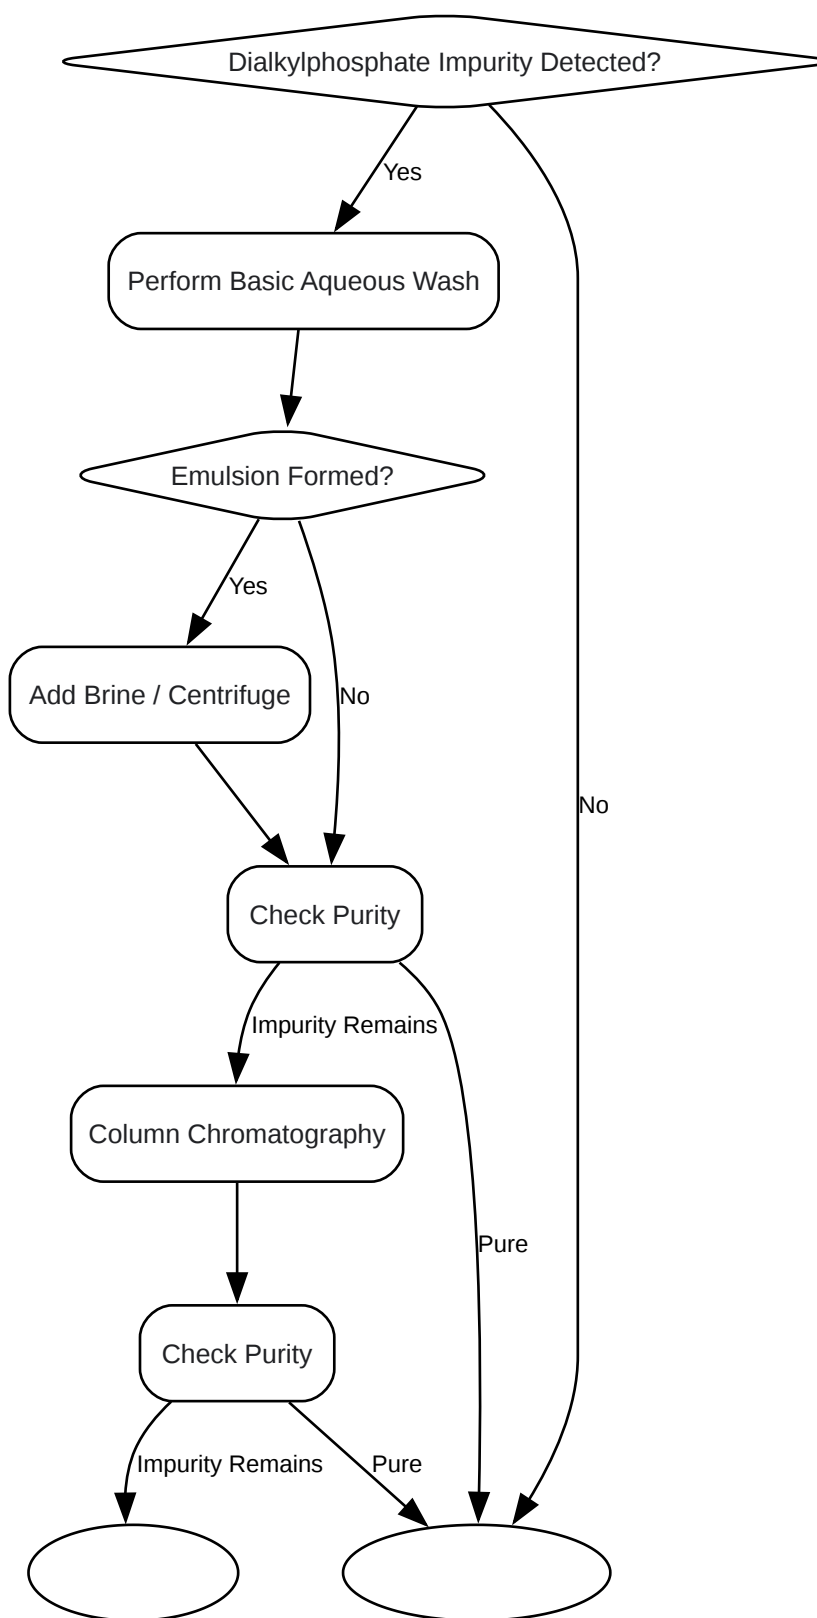 Dialkylphosphate Impurity Detected?
Yes
Perform Basic Aqueous Wash
Emulsion Formed?
Yes
Add Brine / Centrifuge
No
No
Check Purity
Impurity Remains
Column Chromatography
Pure
Check Purity
Impurity Remains
Pure